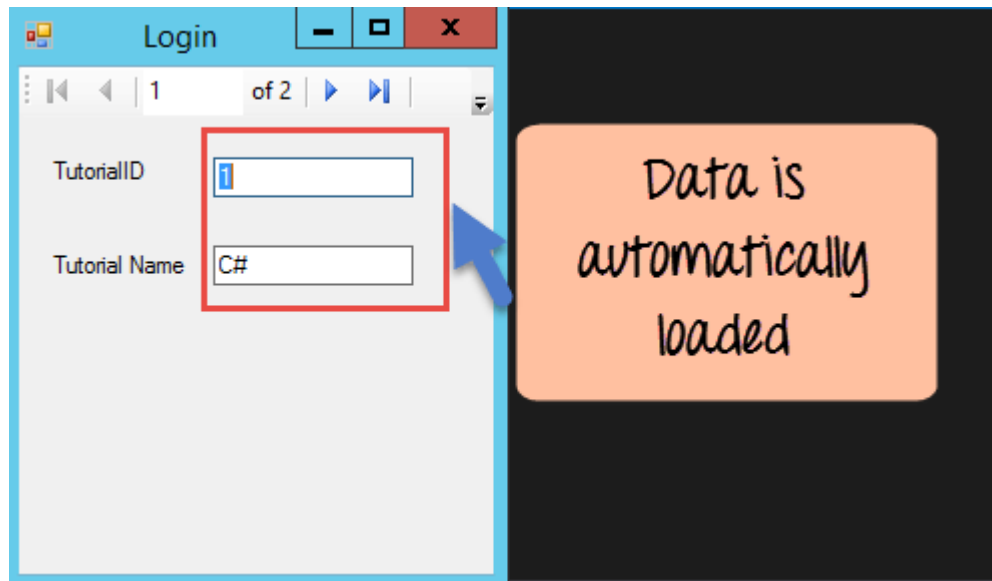 Login
1 of 2
TutorialID
1
Tutorial Name
C#
Data is
automatically
loaded